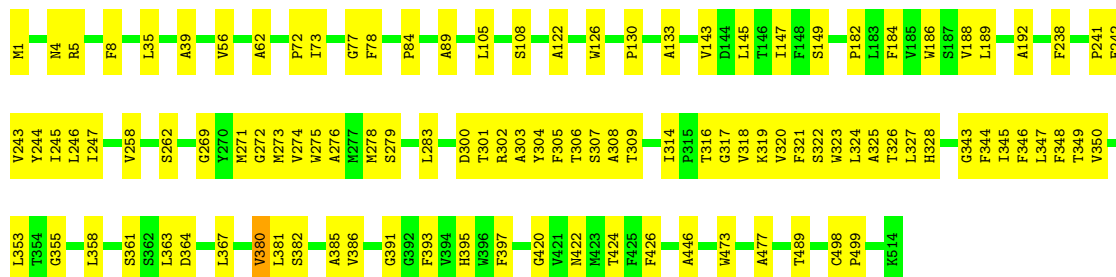 M1 N4 R5 F8 L35 A39 V56 A62 P72 I73 G77 F78 P84 A89 L105 S108 A122 W126 P130 A133 V143 D144 L145 T146 I147 F148 S149 P182 L183 F184 V185 W186 S187 V188 L189 A192 F238 P241
V243 Y244 I245 L246 I247 V258 S262 G269 Y270 M271 G272 M273 V274 W275 A276 M277 M278 S279 L283 D300 T301 R302 A303 Y304 F305 T306 S307 A308 T309 I314 P315 T316 G317 V318 K319 V320 F321 S322 W323 L324 A325 T326 L327 H328 G343 F344 I345 F346 L347 F348 T349 V350
L353 T354 G355 L358 S361 S362 L363 D364 L367 V380 L381 S382 A385 V386 G391 G392 F393 V394 H395 W396 F397 G420 V421 N422 M423 T424 F425 F426 A446 W473 A477 T489 C498 P499 K514